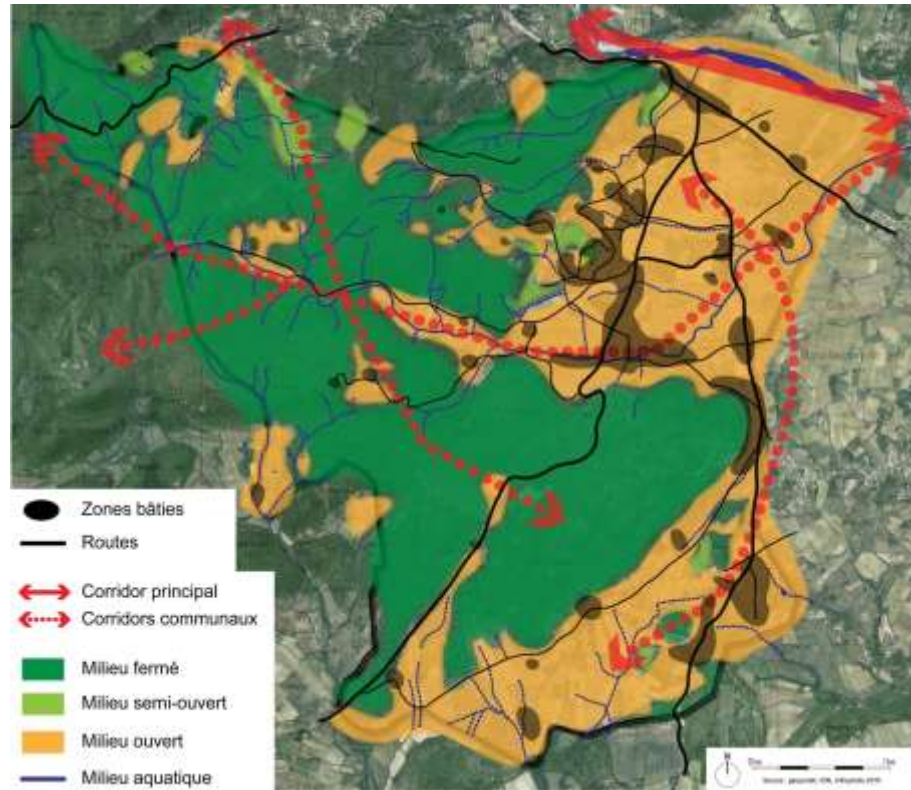 Zones bâties
Routes
Corridor principal
Corridors communaux
Milieu fermé
Milieu semi-ouvert
Milieu ouvert
Milieu aquatique
N